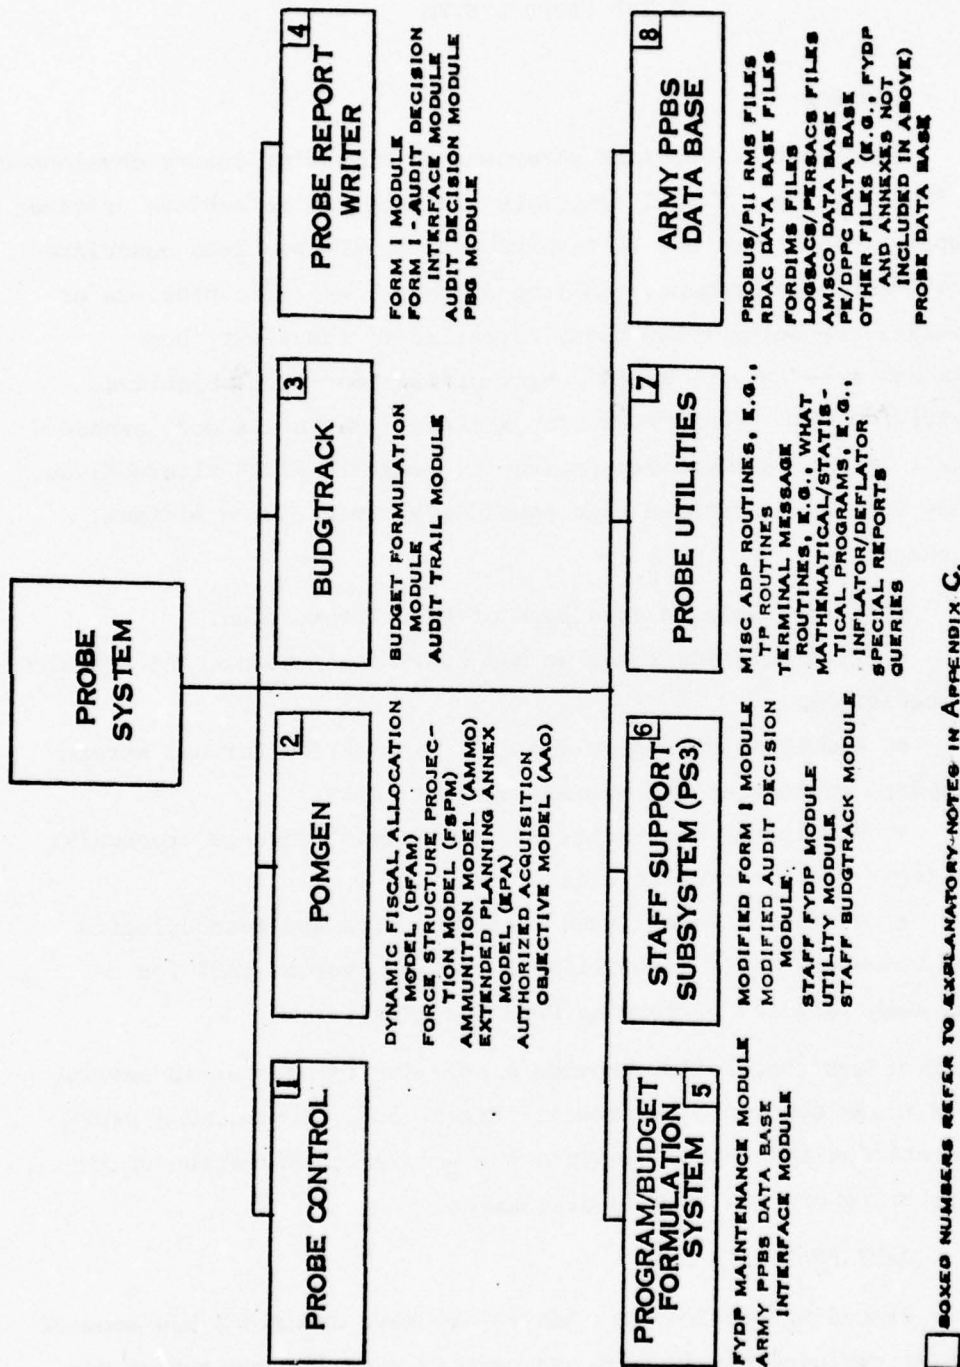 PROBE
SYSTEM
PROBE CONTROL
1
POMGEN
2
DYNAMIC FISCAL ALLOCATION
MODEL (DFAM)
FORCE STRUCTURE PROJEC-
TION MODEL (FSPM)
AMMUNITION MODEL (AMMO)
EXTENDED PLANNING ANNEX
MODEL (EPA)
AUTHORIZED ACQUISITION
OBJECTIVE MODEL (AAO)
BUDGTRACK
3
BUDGET FORMULATION
MODULE
AUDIT TRAIL MODULE
PROBE REPORT
WRITER
4
FORM I MODULE
FORM I - AUDIT DECISION
INTERFACE MODULE
AUDIT DECISION MODULE
PBG MODULE
PROGRAM/BUDGET
FORMULATION
SYSTEM
5
FYDP MAINTENANCE MODULE
ARMY PPBS DATA BASE
INTERFACE MODULE
STAFF SUPPORT
SUBSYSTEM (PS3)
6
MODIFIED FORM I MODULE
MODIFIED AUDIT DECISION
MODULE
STAFF FYDP MODULE
UTILITY MODULE
STAFF BUDGTRACK MODULE
PROBE UTILITIES
7
MISC ADP ROUTINES, E.G.,
TIP ROUTINES
TERMINAL MESSAGE
ROUTINES, E.G., WHAT
MATHEMATICAL/STATIS-
TICAL PROGRAMS, E.G.,
INFLATOR/DEFLATOR
SPECIAL REPORTS
QUERIES
ARMY PPBS
DATA BASE
8
PROBUS/PII RMS FILES
RDAC DATA BASE FILES
FORDIMS FILES
LOGSACS/PERSACS FILES
AMSCO DATA BASE
PE/DPPC DATA BASE
OTHER FILES (E.G., FYDP
AND ANNEXES NOT
INCLUDED IN ABOVE)
PROBE DATA BASE
BOXED NUMBERS REFER TO EXPLANATORY NOTES IN APPENDIX C.